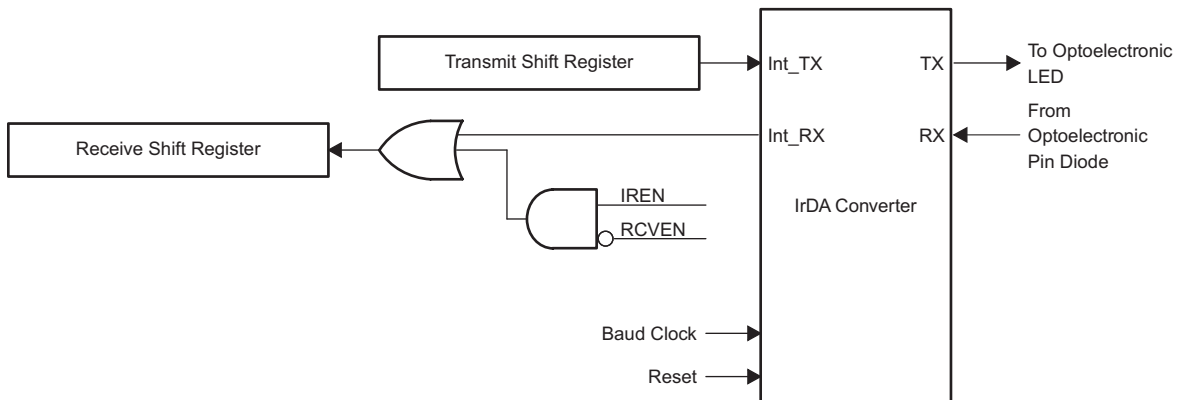 Transmit Shift Register
Int_TX
TX
To Optoelectronic
LED
Receive Shift Register
Int_RX
RX
From
Optoelectronic
Pin Diode
IREN
RCVEN
IrDA Converter
Baud Clock
Reset